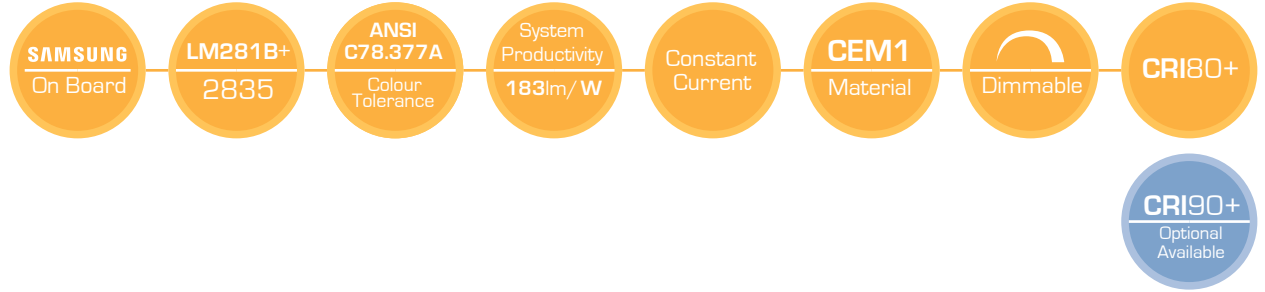 SAMSUNG
On Board
LM281B+
2835
ANSI
C78.377A
Colour
Tolerance
System
Productivity
183lm/W
Constant
Current
CEM1
Material
Dimmable
CRI80+
CRI90+
Optional
Available